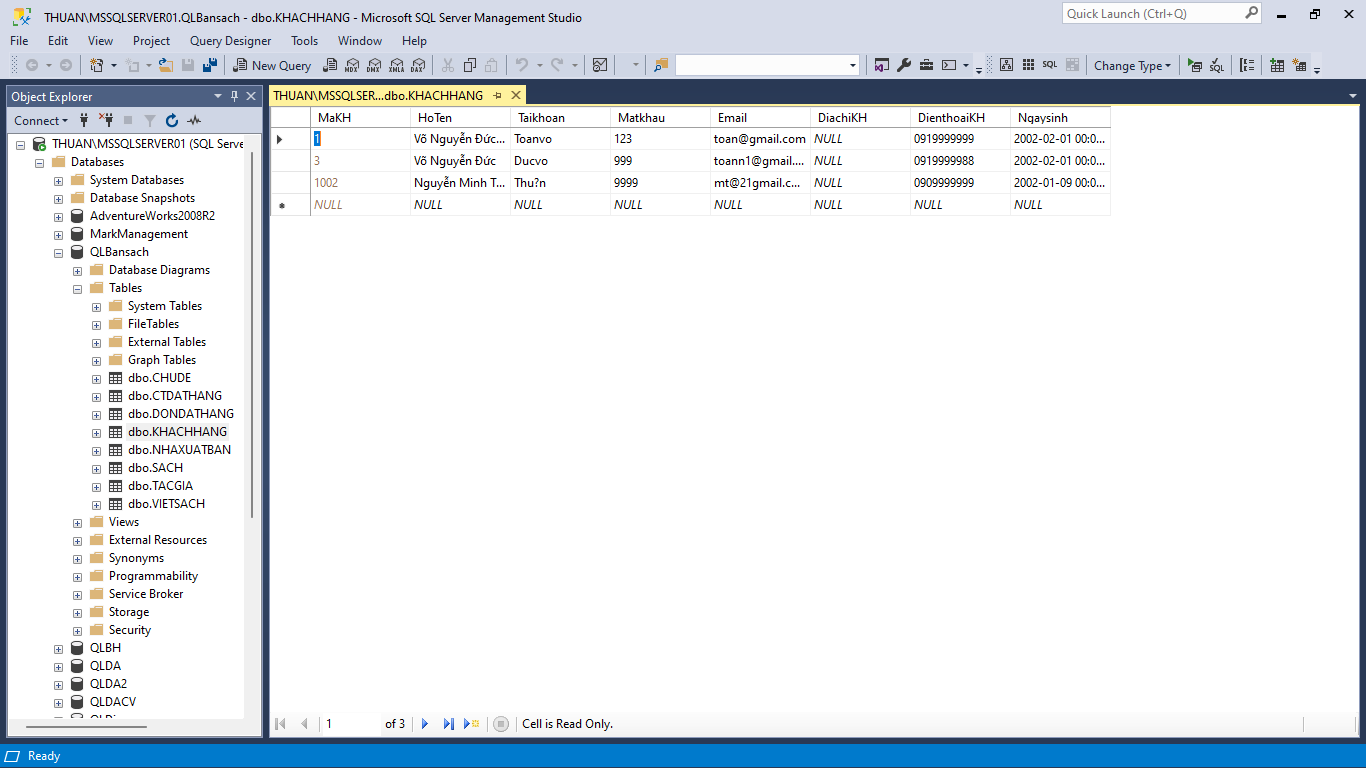 THUAN\MSSQLSERVER01.QLBansach - dbo.KHACHHANG - Microsoft SQL Server Management Studio
Quick Launch (Ctrl+Q)
File Edit View Project Query Designer Tools Window Help
New Query MDX DMX XMLA DAX SQL Change Type SQL
Object Explorer
THUAN\MSSQLSER...dbo.KHACHHANG
Connect
THUAN\MSSQLSERVER01 (SQL Serve
Databases
System Databases
Database Snapshots
AdventureWorks2008R2
MarkManagement
QLBansach
Database Diagrams
Tables
System Tables
FileTables
External Tables
Graph Tables
dbo.CHUDE
dbo.CTDATHANG
dbo.DONDATHANG
dbo.KHACHHANG
dbo.NHAXUATBAN
dbo.SACH
dbo.TACGIA
dbo.VIETSACH
Views
External Resources
Synonyms
Programmability
Service Broker
Storage
Security
QLBH
QLDA
QLDA2
QLDACV
MaKH HoTen Taikhoan Matkhau Email DiachiKH DienthoaiKH Ngaysinh
1 Võ Nguyễn Đức... Toanvo 123 toan@gmail.com NULL 0919999999 2002-02-01 00:0...
3 Võ Nguyễn Đức Ducvo 999 toann1@gmail.... NULL 0919999988 2002-02-01 00:0...
1002 Nguyễn Minh T... Thu?n 9999 mt@21gmail.c... NULL 0909999999 2002-01-09 00:0...
NULL NULL NULL NULL NULL NULL NULL NULL
1 of 3 Cell is Read Only.
Ready